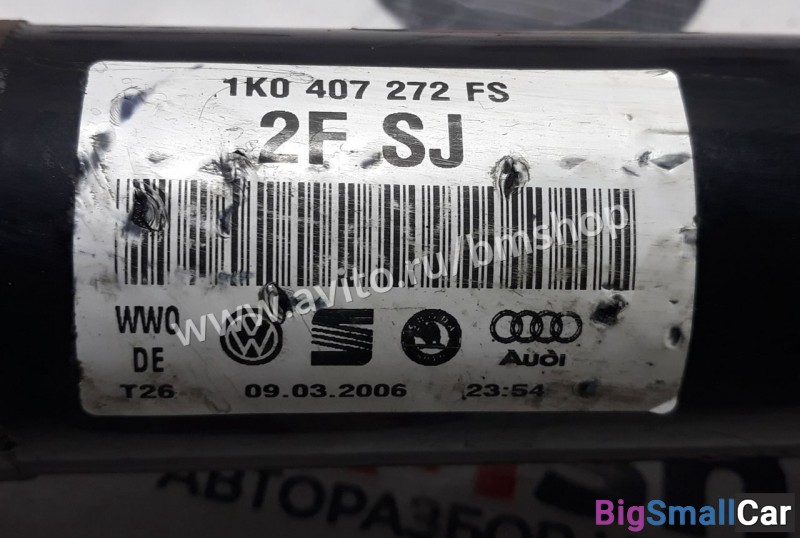 1K0 407 272 FS
2F SJ
www.avito.ru/bmshop
WWO
DE
Audi
T26 09.03.2006 23:54
АВТОРАЗБОР
BigSmallCar